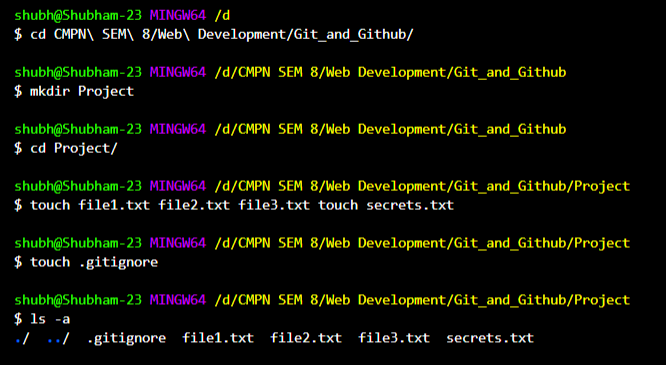 shubh@Shubham-23 MINGW64 /d
$ cd CMPN\ SEM\ 8/Web\ Development/Git_and_Github/
shubh@Shubham-23 MINGW64 /d/CMPN SEM 8/Web Development/Git_and_Github
$ mkdir Project
shubh@Shubham-23 MINGW64 /d/CMPN SEM 8/Web Development/Git_and_Github
$ cd Project/
shubh@Shubham-23 MINGW64 /d/CMPN SEM 8/Web Development/Git_and_Github/Project
$ touch file1.txt file2.txt file3.txt touch secrets.txt
shubh@Shubham-23 MINGW64 /d/CMPN SEM 8/Web Development/Git_and_Github/Project
$ touch .gitignore
shubh@Shubham-23 MINGW64 /d/CMPN SEM 8/Web Development/Git_and_Github/Project
$ ls -a
./  ../  .gitignore  file1.txt  file2.txt  file3.txt  secrets.txt